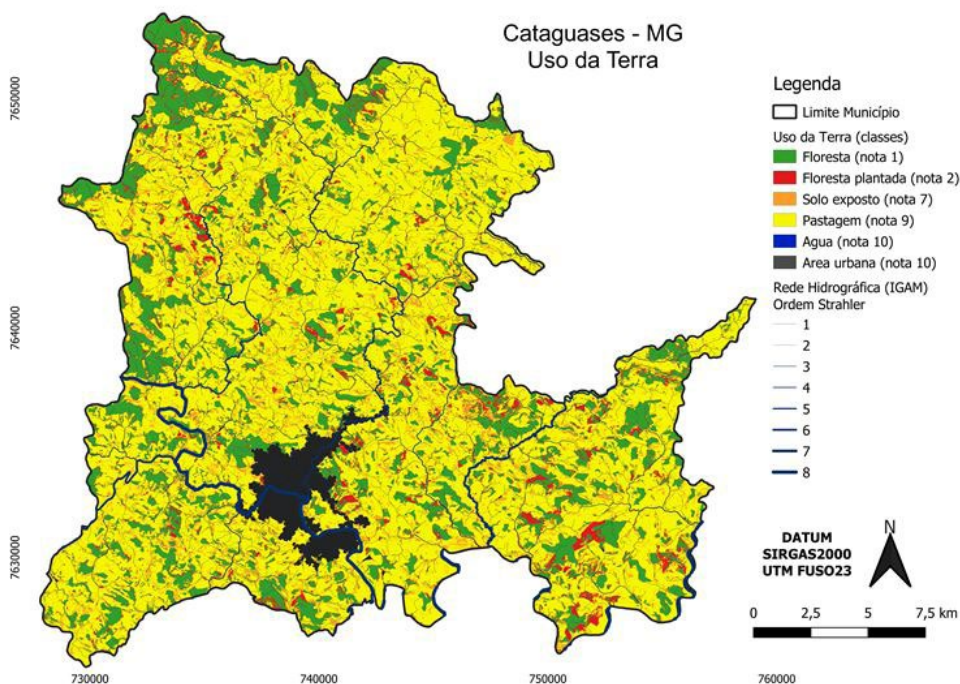 Cataguases - MG
Uso da Terra
Legenda
Limite Município
Uso da Terra (classes)
Floresta (nota 1)
Floresta plantada (nota 2)
Solo exposto (nota 7)
Pastagem (nota 9)
Agua (nota 10)
Area urbana (nota 10)
Rede Hidrográfica (IGAM)
Ordem Strahler
1
2
3
4
5
6
7
8
DATUM
SIRGAS2000
UTM FUSO23
N
0 2,5 5 7,5 km
7650000
7640000
7630000
730000 740000 750000 760000